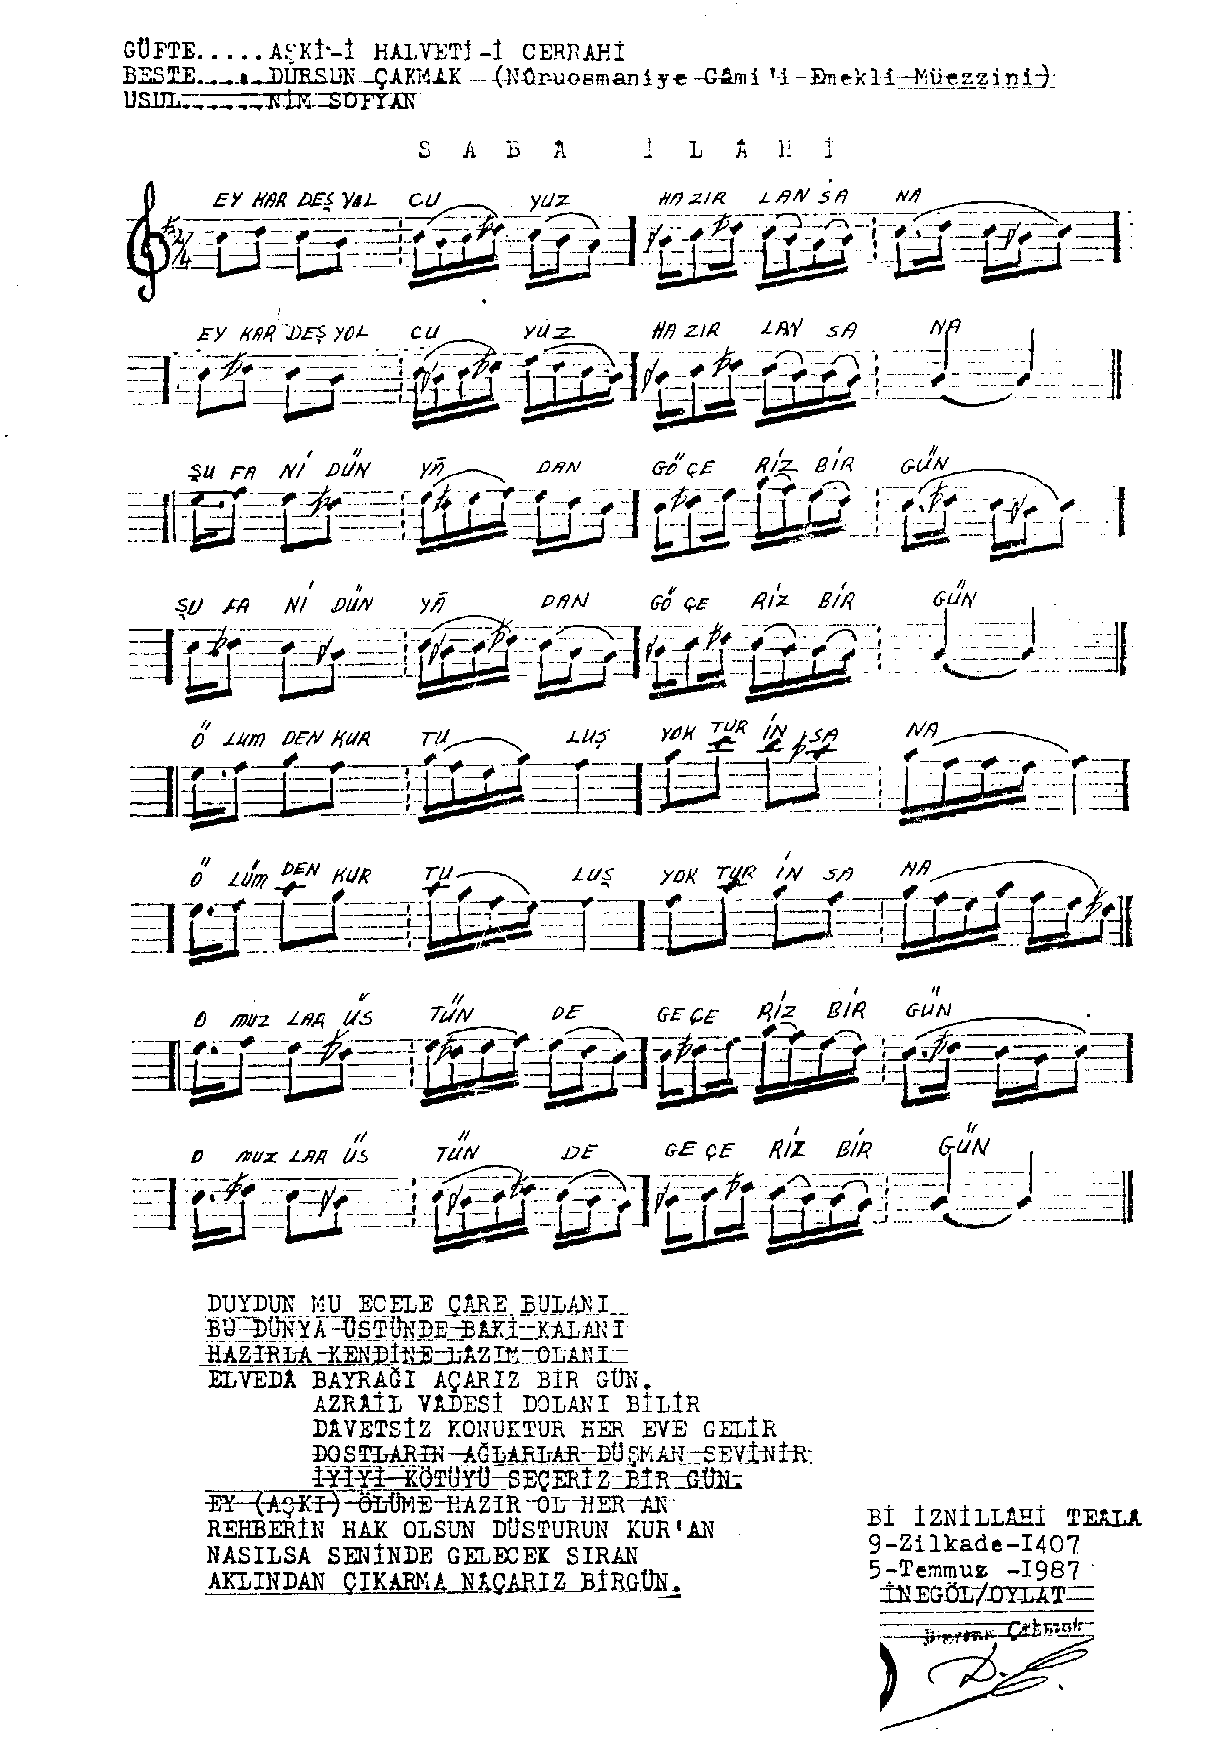 GÜFTE.....AŞKİ-İ HALVETİ-İ CERRAHİ
BESTE.....DURSUN ÇAKMAK (Nûruosmaniye Câmi'i Emekli Müezzini)
USUL......NİM SOFYAN
SABA İLAHİ
2/4
EY KAR DEŞ YOL CU YUZ HA ZIR LAN SA NA
EY KAR DEŞ YOL CU YUZ HA ZIR LAN SA NA
ŞU FA Nİ DÜN YÂ DAN GÖ ÇE RİZ BİR GÜN
ŞU FA Nİ DÜN YÂ DAN GÖ ÇE RİZ BİR GÜN
Ö LUM DEN KUR TU LUŞ YOK TUR İN SA NA
Ö LÜM DEN KUR TU LUŞ YOK TUR İN SA NA
O MUZ LAR ÜS TÜN DE GE ÇE RİZ BİR GÜN
O MUZ LAR ÜS TÜN DE GE ÇE RİZ BİR GÜN
DUYDUN MU ECELE ÇARE BULANI
BU DÜNYA ÜSTÜNDE BAKİ KALANI
HAZIRLA KENDİNE LAZIM OLANI
ELVEDA BAYRAĞI AÇARIZ BİR GÜN.
AZRAİL VADESİ DOLANI BİLİR
DAVETSİZ KONUKTUR HER EVE GELİR
DOSTLARIN AĞLARLAR DÜŞMAN SEVİNİR
İYİYİ KÖTÜYÜ SEÇERİZ BİR GÜN.
EY (AŞKI) ÖLÜME HAZIR OL HER AN
REHBERİN HAK OLSUN DÜSTURUN KUR'AN
NASILSA SENİNDE GELECEK SIRAN
AKLINDAN ÇIKARMA NAÇARIZ BİRGÜN.
Bİ İZNİLLAHİ TEALA
9-Zilkade-I407
5-Temmuz -I987
İNEGÖL/OYLAT
Dursun Çakmak